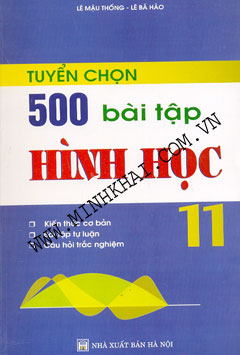 LÊ MẬU THỐNG - LÊ BÁ HÀO
TUYỂN CHỌN
500 bài tập
HÌNH HỌC
11
Kiến thức cơ bản
Bài tập tự luận
Câu hỏi trắc nghiệm
WWW.MINHKHAI.COM.VN
NHÀ XUẤT BẢN HÀ NỘI